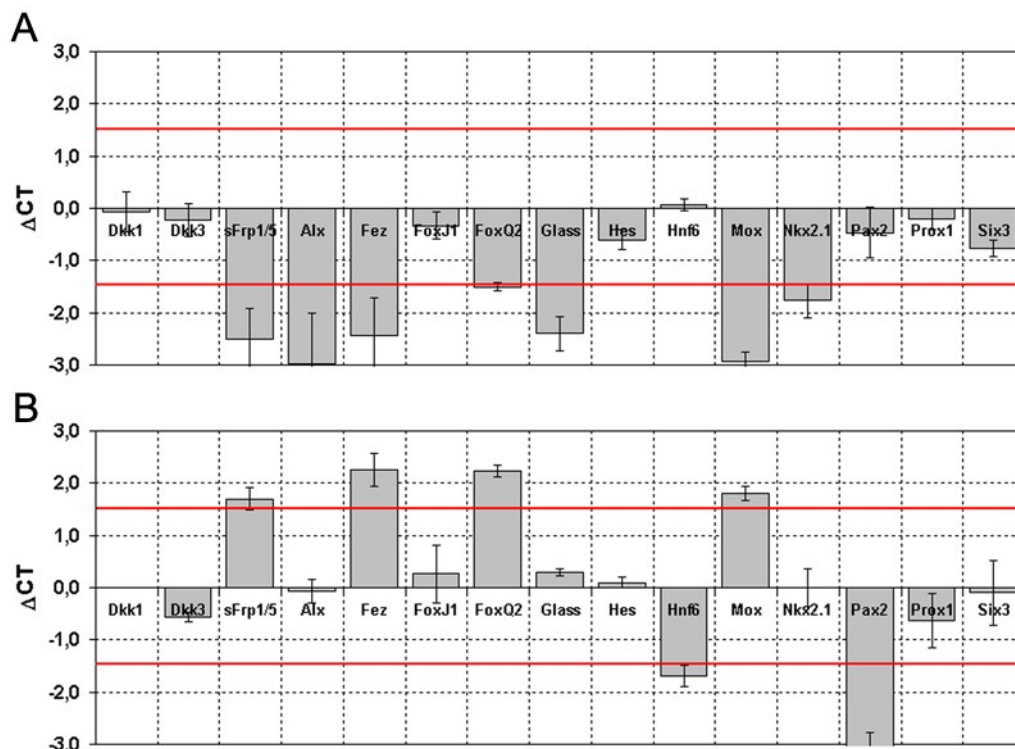 A
3,0
2,0
1,0
0,0
-1,0
-2,0
-3,0
ΔCT
Dkk1 Dkk3 sFrp1/5 Alx Fez FoxJ1 FoxQ2 Glass Hes Hnf6 Mox Nkx2.1 Pax2 Prox1 Six3
B
3,0
2,0
1,0
0,0
-1,0
-2,0
-3,0
ΔCT
Dkk1 Dkk3 sFrp1/5 Alx Fez FoxJ1 FoxQ2 Glass Hes Hnf6 Mox Nkx2.1 Pax2 Prox1 Six3